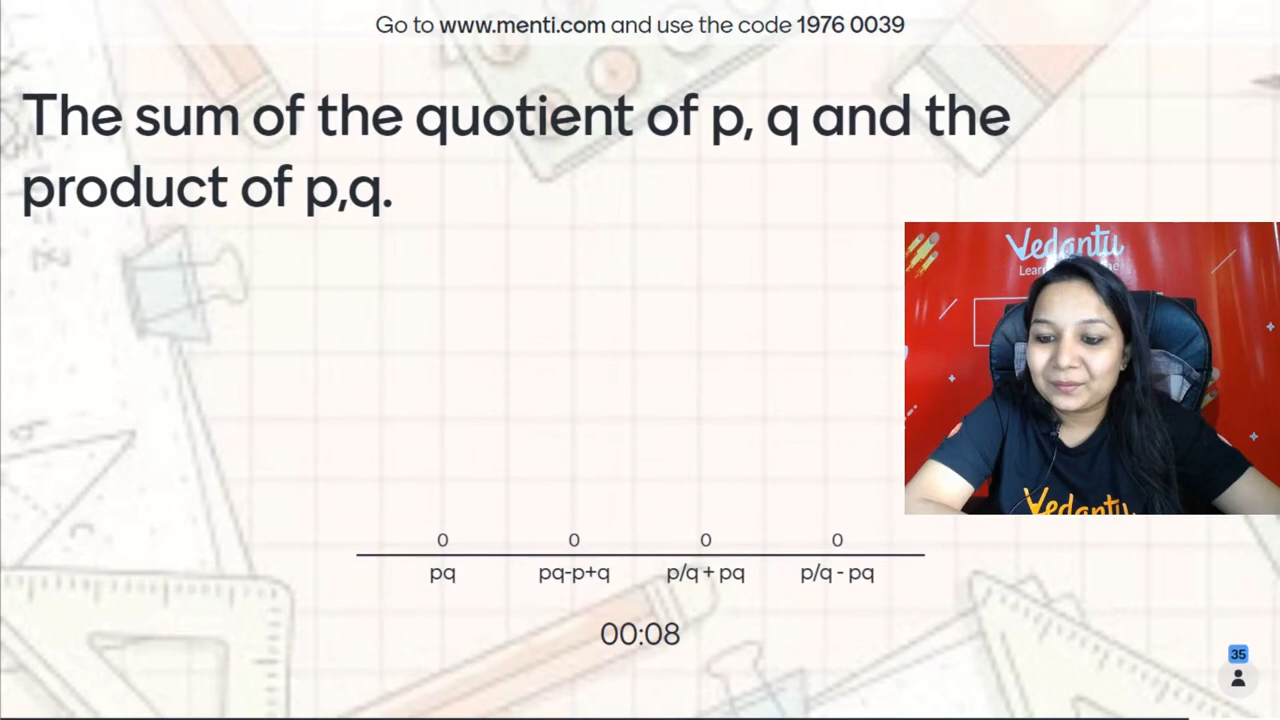 Go to www.menti.com and use the code 1976 0039
The sum of the quotient of p, q and the
product of p,q.
Vedantu
0 0 0 0
pq pq-p+q p/q + pq p/q - pq
00:08
Vedantu
35